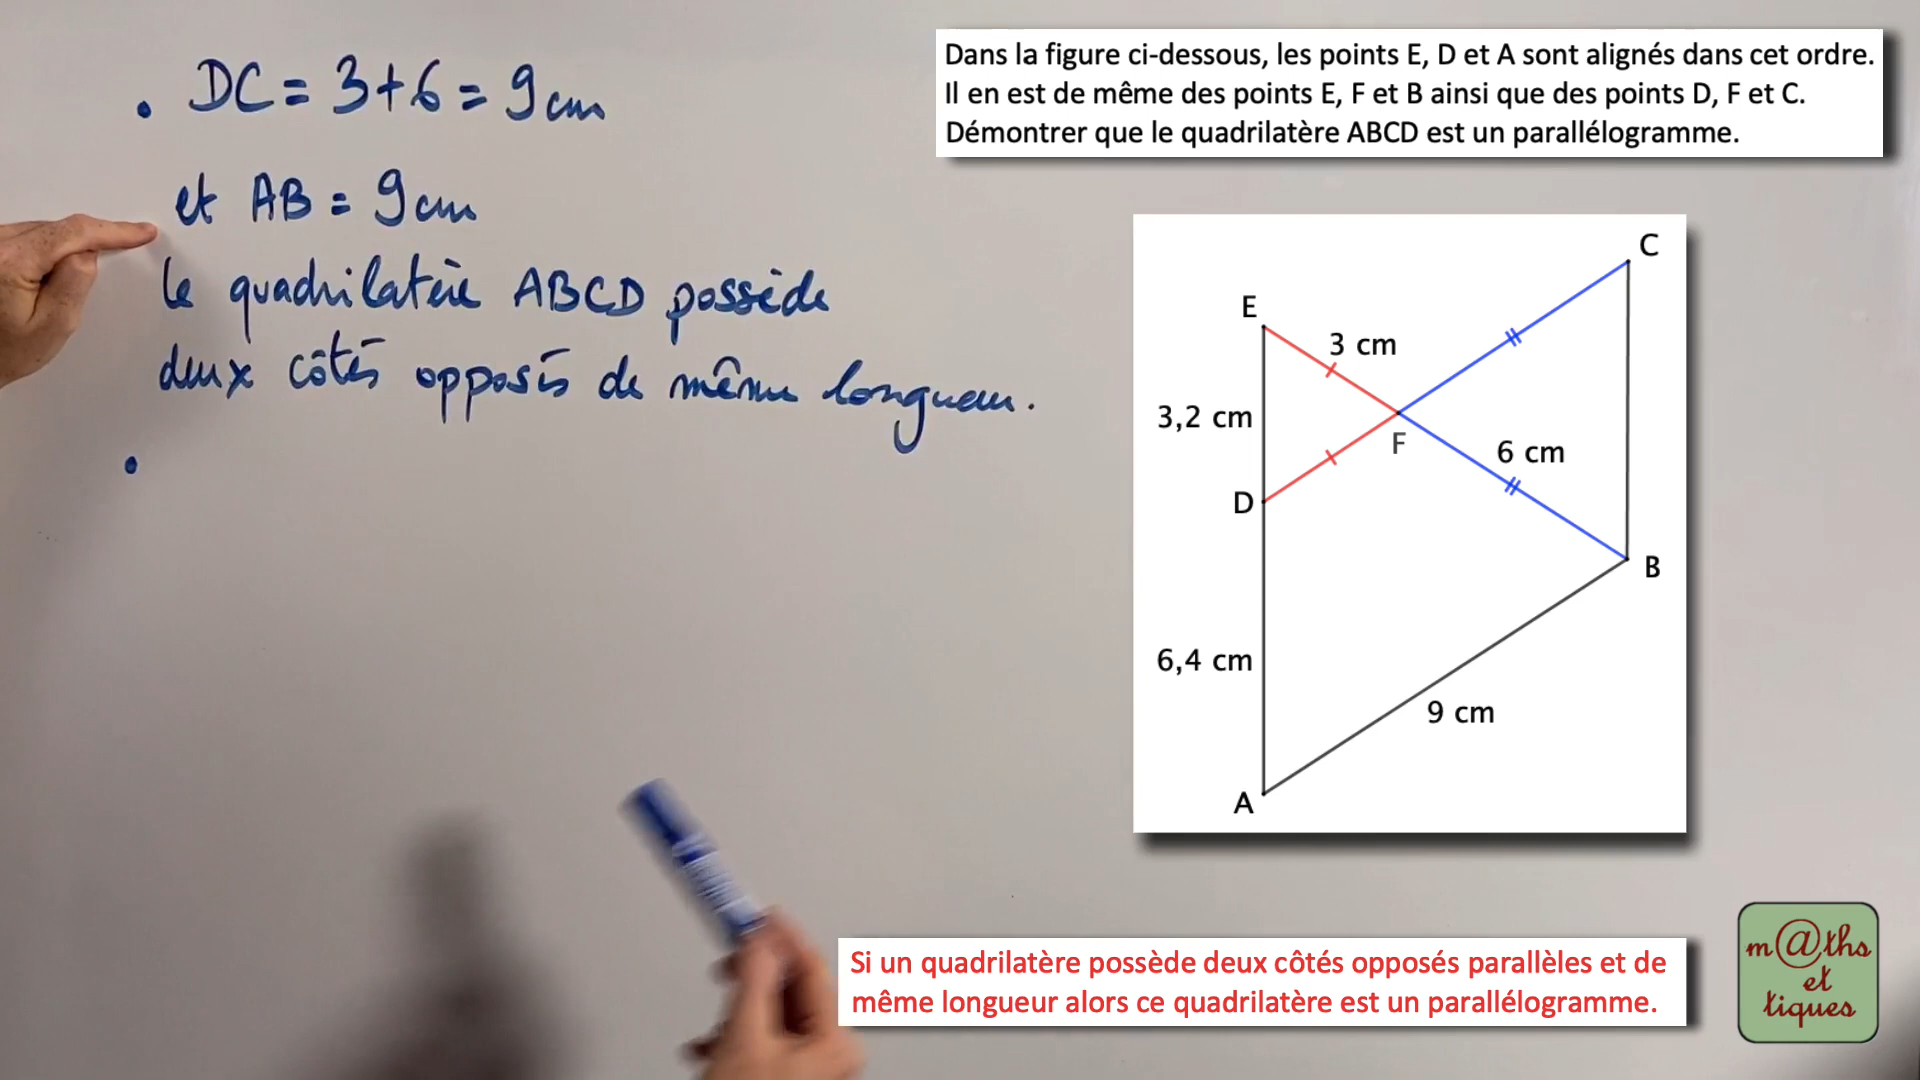 • DC = 3+6 = 9cm
et AB = 9cm
le quadrilatère ABCD possède
deux côtés opposés de même longueur.
•
Dans la figure ci-dessous, les points E, D et A sont alignés dans cet ordre.
Il en est de même des points E, F et B ainsi que des points D, F et C.
Démontrer que le quadrilatère ABCD est un parallélogramme.
C
E
3 cm
3,2 cm
F
6 cm
D
B
6,4 cm
9 cm
A
Si un quadrilatère possède deux côtés opposés parallèles et de
même longueur alors ce quadrilatère est un parallélogramme.
m@ths
et
tiques